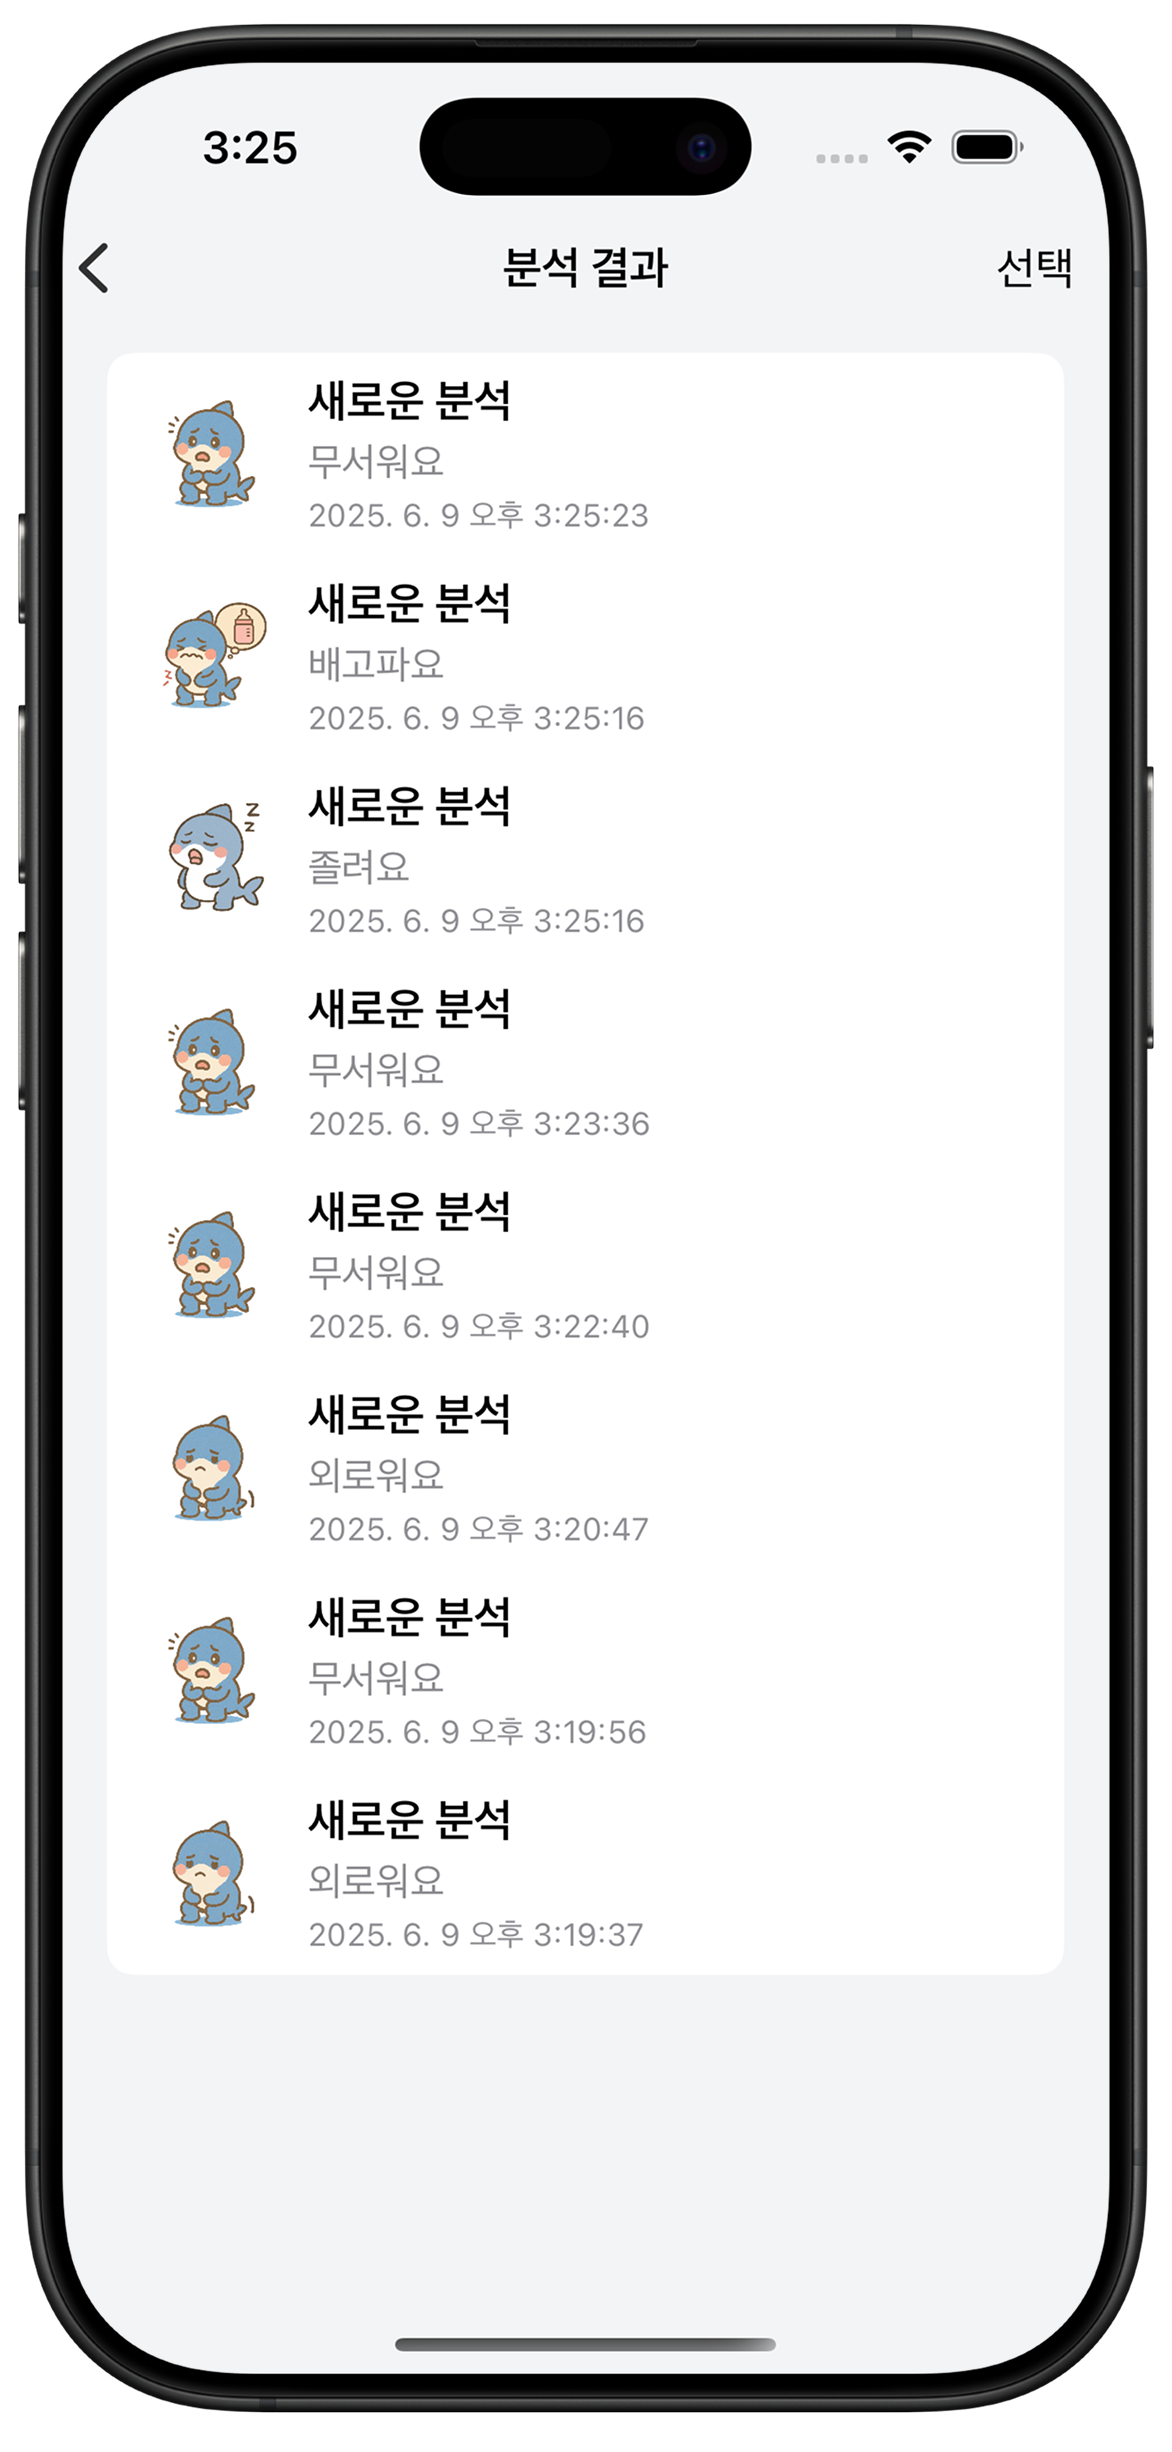 3:25
분석 결과
선택
새로운 분석
무서워요
2025. 6. 9 오후 3:25:23
새로운 분석
배고파요
2025. 6. 9 오후 3:25:16
새로운 분석
졸려요
2025. 6. 9 오후 3:25:16
새로운 분석
무서워요
2025. 6. 9 오후 3:23:36
새로운 분석
무서워요
2025. 6. 9 오후 3:22:40
새로운 분석
외로워요
2025. 6. 9 오후 3:20:47
새로운 분석
무서워요
2025. 6. 9 오후 3:19:56
새로운 분석
외로워요
2025. 6. 9 오후 3:19:37